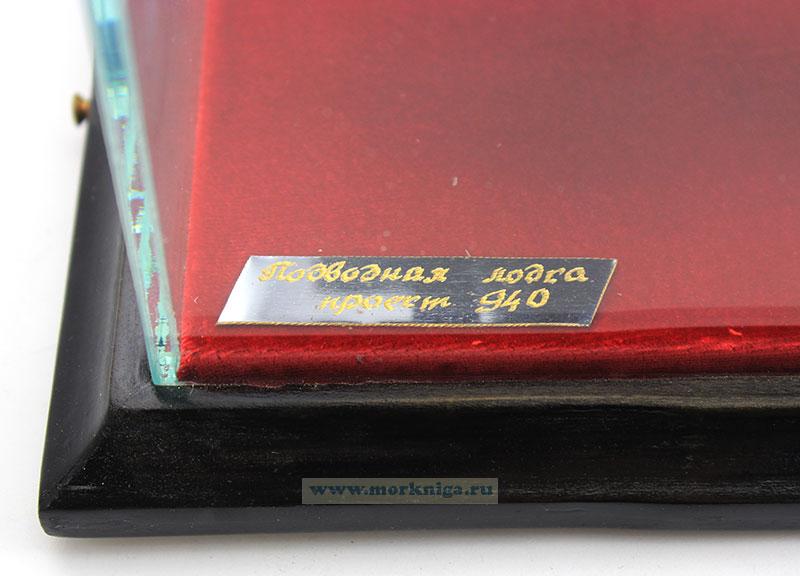 Подводная лодка
проект 940
www.morkniga.ru